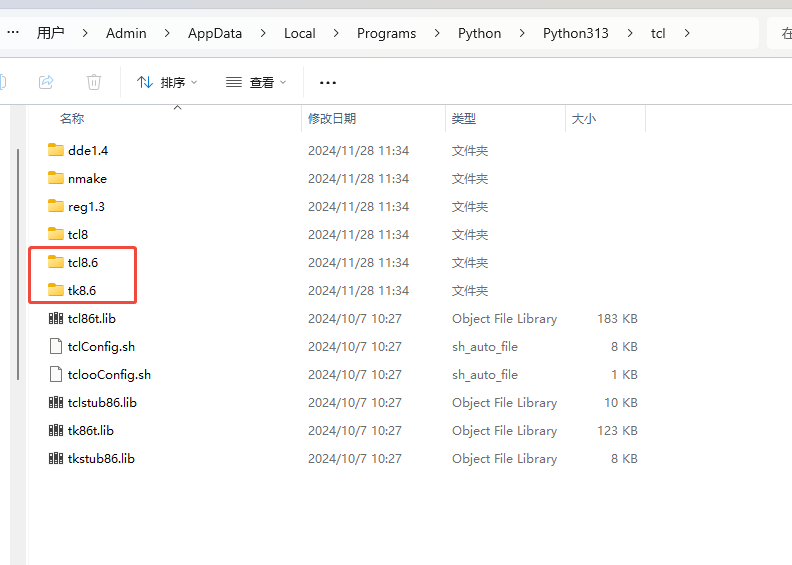 ··· 用户 > Admin > AppData > Local > Programs > Python > Python313 > tcl > 在
排序 查看 ···
名称 修改日期 类型 大小
dde1.4 2024/11/28 11:34 文件夹
nmake 2024/11/28 11:34 文件夹
reg1.3 2024/11/28 11:34 文件夹
tcl8 2024/11/28 11:34 文件夹
tcl8.6 2024/11/28 11:34 文件夹
tk8.6 2024/11/28 11:34 文件夹
tcl86t.lib 2024/10/7 10:27 Object File Library 183 KB
tclConfig.sh 2024/10/7 10:27 sh_auto_file 8 KB
tclooConfig.sh 2024/10/7 10:27 sh_auto_file 1 KB
tclstub86.lib 2024/10/7 10:27 Object File Library 10 KB
tk86t.lib 2024/10/7 10:27 Object File Library 123 KB
tkstub86.lib 2024/10/7 10:27 Object File Library 8 KB